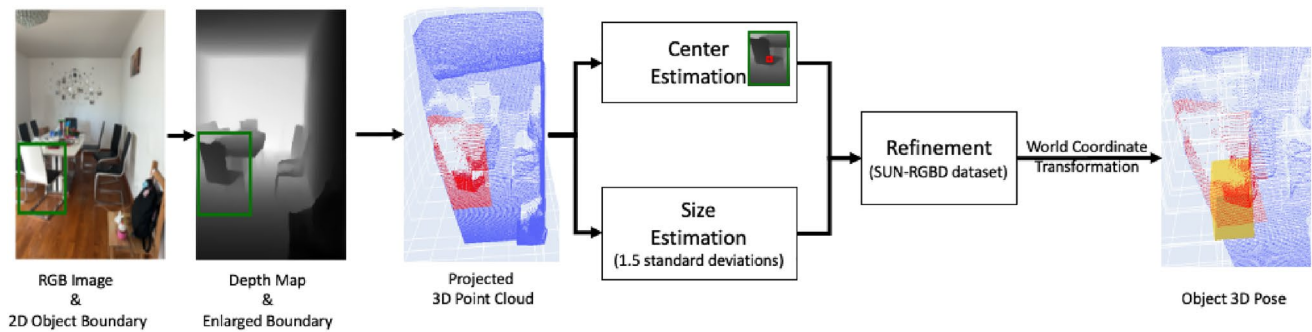 RGB Image
&
2D Object Boundary
Depth Map
&
Enlarged Boundary
Projected
3D Point Cloud
Center
Estimation
Size
Estimation
(1.5 standard deviations)
Refinement
(SUN-RGBD dataset)
World Coordinate
Transformation
Object 3D Pose